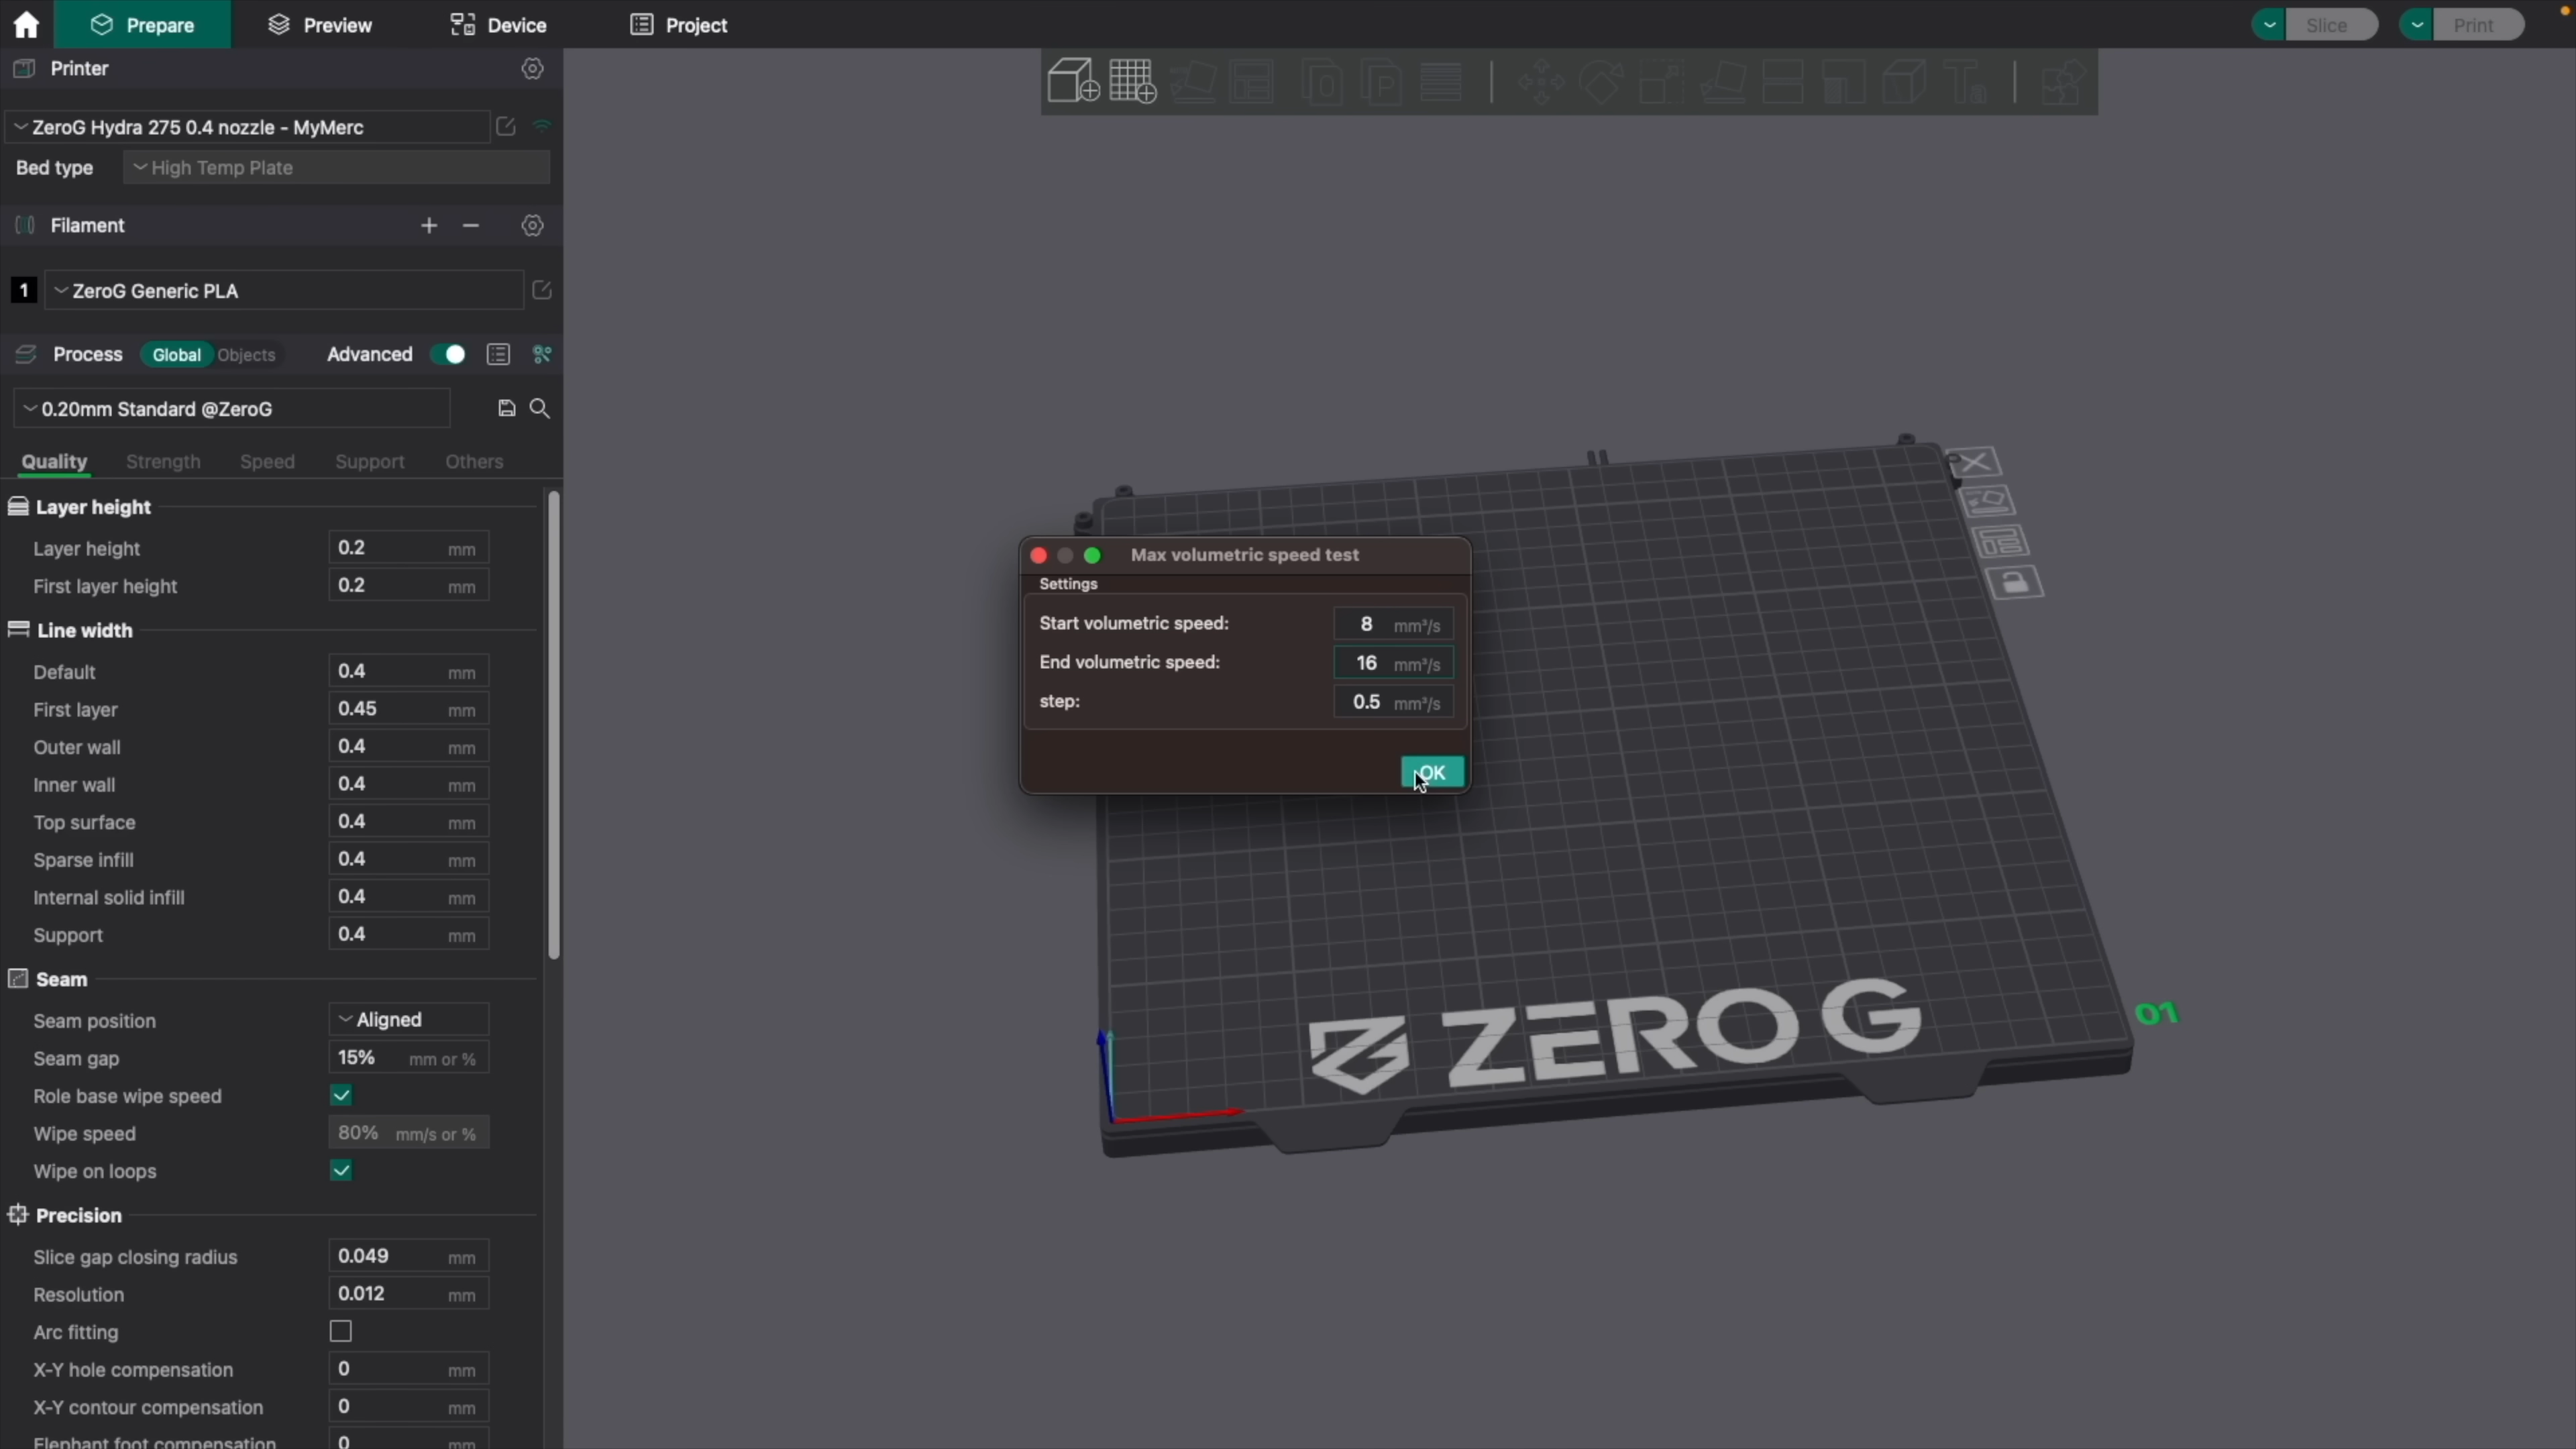 Prepare
Preview
Device
Project
Slice
Print
Printer
ZeroG Hydra 275 0.4 nozzle - MyMerc
Bed type
High Temp Plate
Filament
1 ZeroG Generic PLA
Process Global Objects Advanced
0.20mm Standard @ZeroG
Quality Strength Speed Support Others
Layer height
Layer height 0.2 mm
First layer height 0.2 mm
Line width
Default 0.4 mm
First layer 0.45 mm
Outer wall 0.4 mm
Inner wall 0.4 mm
Top surface 0.4 mm
Sparse infill 0.4 mm
Internal solid infill 0.4 mm
Support 0.4 mm
Seam
Seam position Aligned
Seam gap 15% mm or %
Role base wipe speed
Wipe speed 80% mm/s or %
Wipe on loops
Precision
Slice gap closing radius 0.049 mm
Resolution 0.012 mm
Arc fitting
X-Y hole compensation 0 mm
X-Y contour compensation 0 mm
Elephant foot compensation 0 mm
Max volumetric speed test
Settings
Start volumetric speed: 8 mm³/s
End volumetric speed: 16 mm³/s
step: 0.5 mm³/s
OK
ZERO G
01